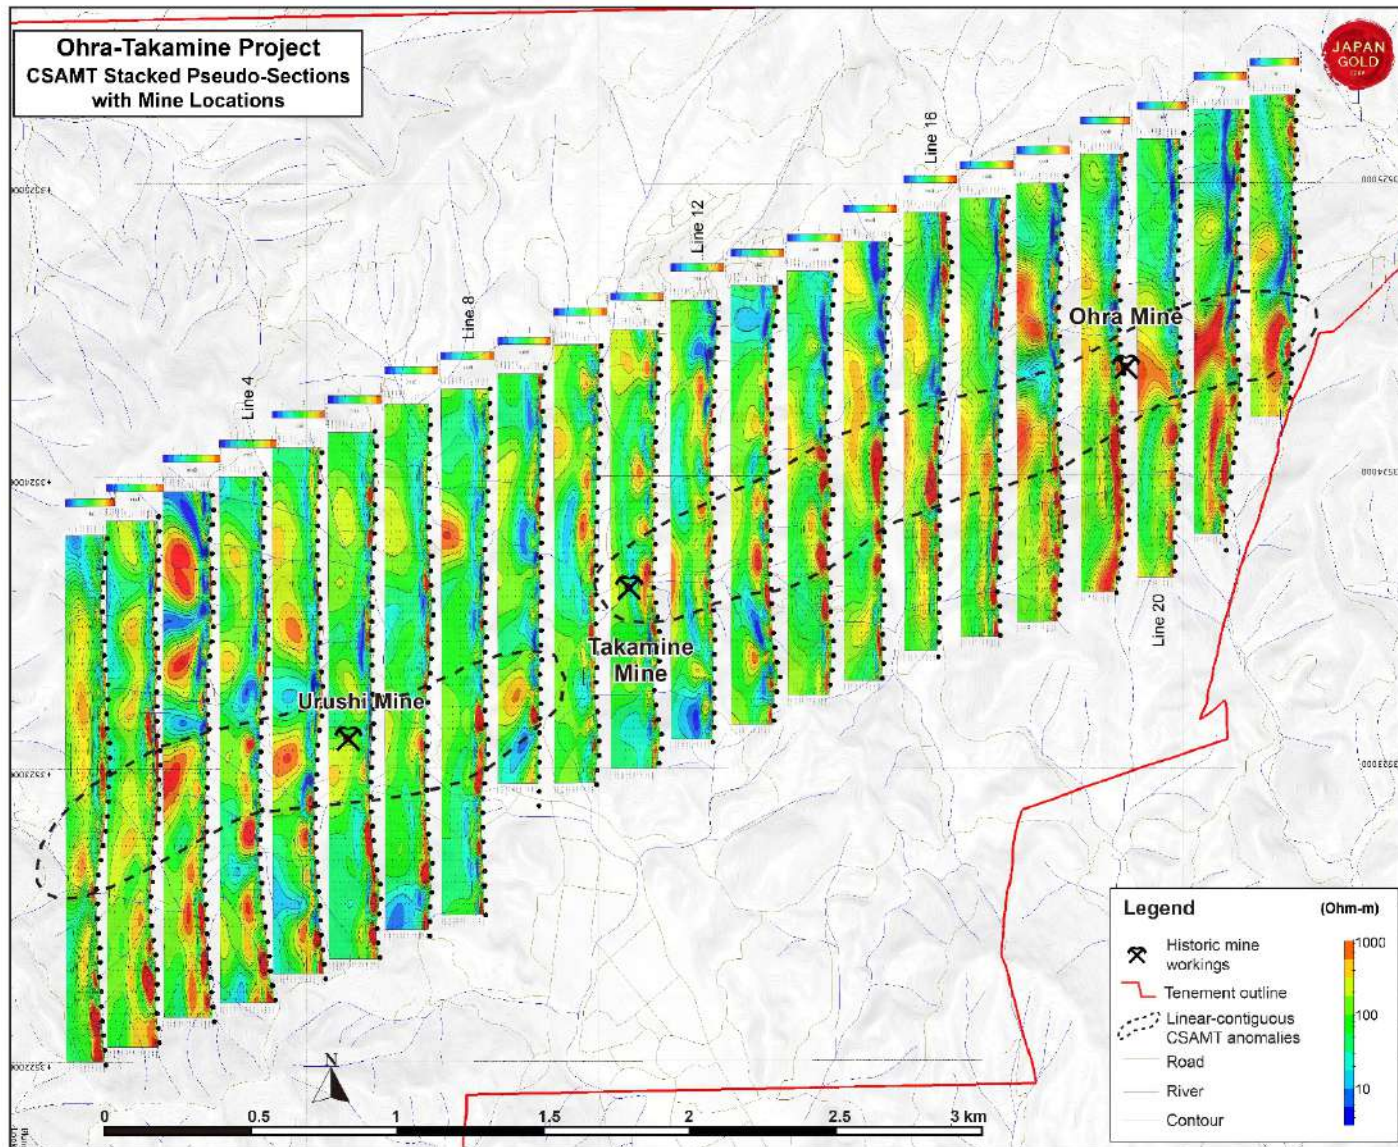 Ohra-Takamine Project
CSAMT Stacked Pseudo-Sections
with Mine Locations
JAPAN
GOLD
CORP
Line 16
Line 12
Line 8
Line 4
Ohra Mine
Takamine
Mine
Urushi Mine
Line 20
N
0
0.5
1
1.5
2
2.5
3 km
Legend
(Ohm-m)
Historic mine
workings
1000
Tenement outline
Linear-contiguous
CSAMT anomalies
100
Road
River
10
Contour